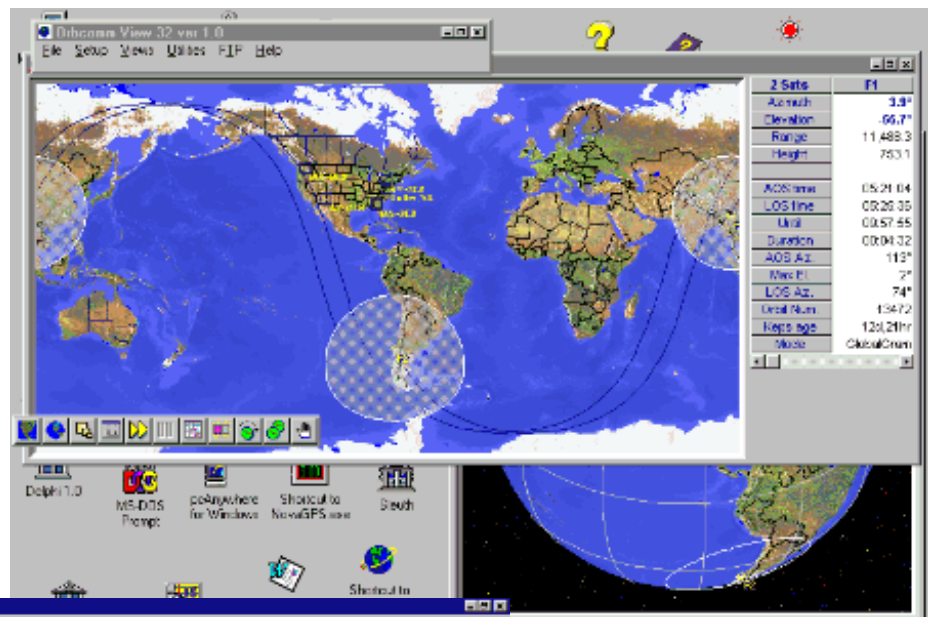 Orbcomm View 32 ver 1.0
File Setup Views Utilities FTP Help
2 Sats F1
Azimuth 3.9°
Elevation -66.7°
Range 11,488.3
Height 753.1
AOS time 05:21:04
LOS time 05:25:36
Until 00:57:55
Duration 00:04:32
AOS Az. 113°
Max El. 2°
LOS Az. 74°
Orbit Num. 13472
Keps age 12d,21hr
Mode
Delphi 1.0
MS-DOS
Prompt
pcAnywhere
for Windows
Shortcut to
NovaGPS.exe
Sleuth
Shortcut to